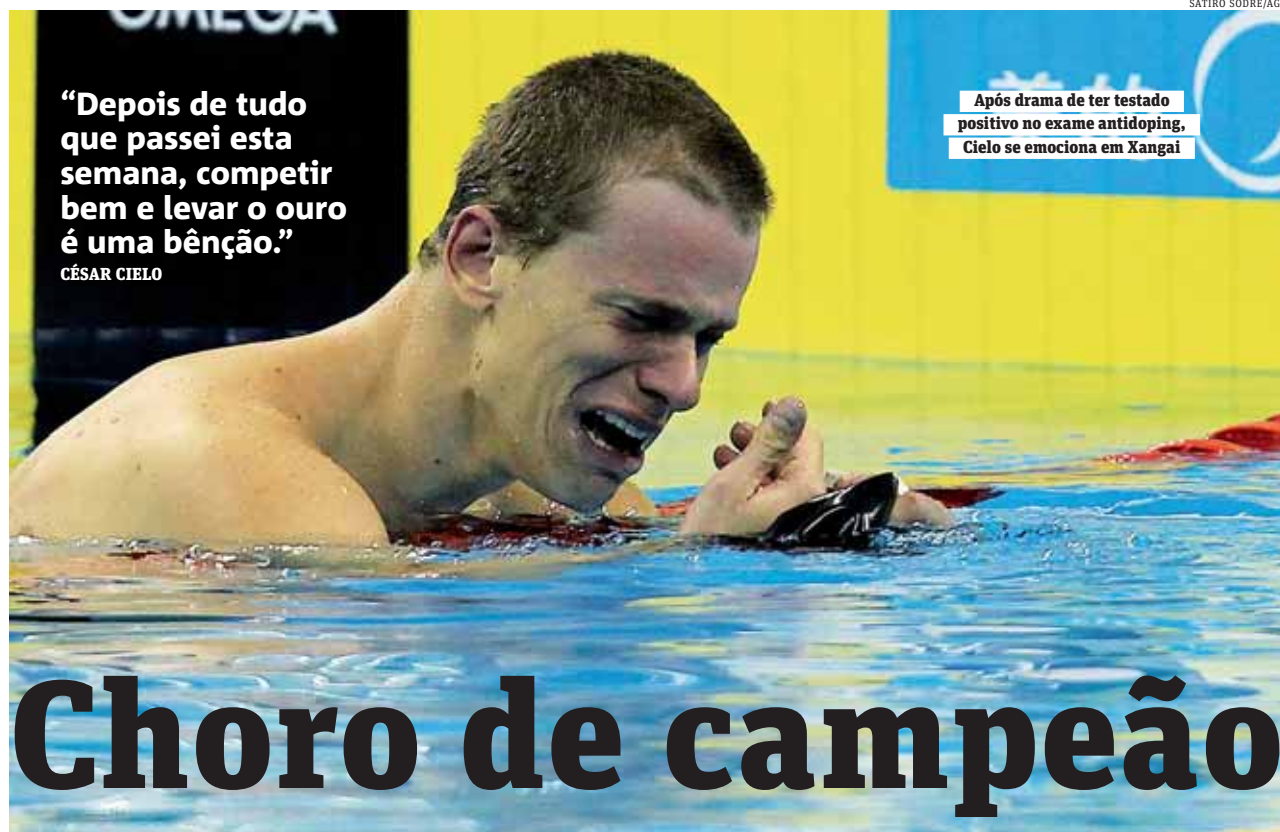 SATIRO SODRÉ/AG
OMEGA
“Depois de tudo
que passei esta
semana, competir
bem e levar o ouro
é uma bênção.”
CÉSAR CIELO
Após drama de ter testado
positivo no exame antidoping,
Cielo se emociona em Xangai
Choro de campeão